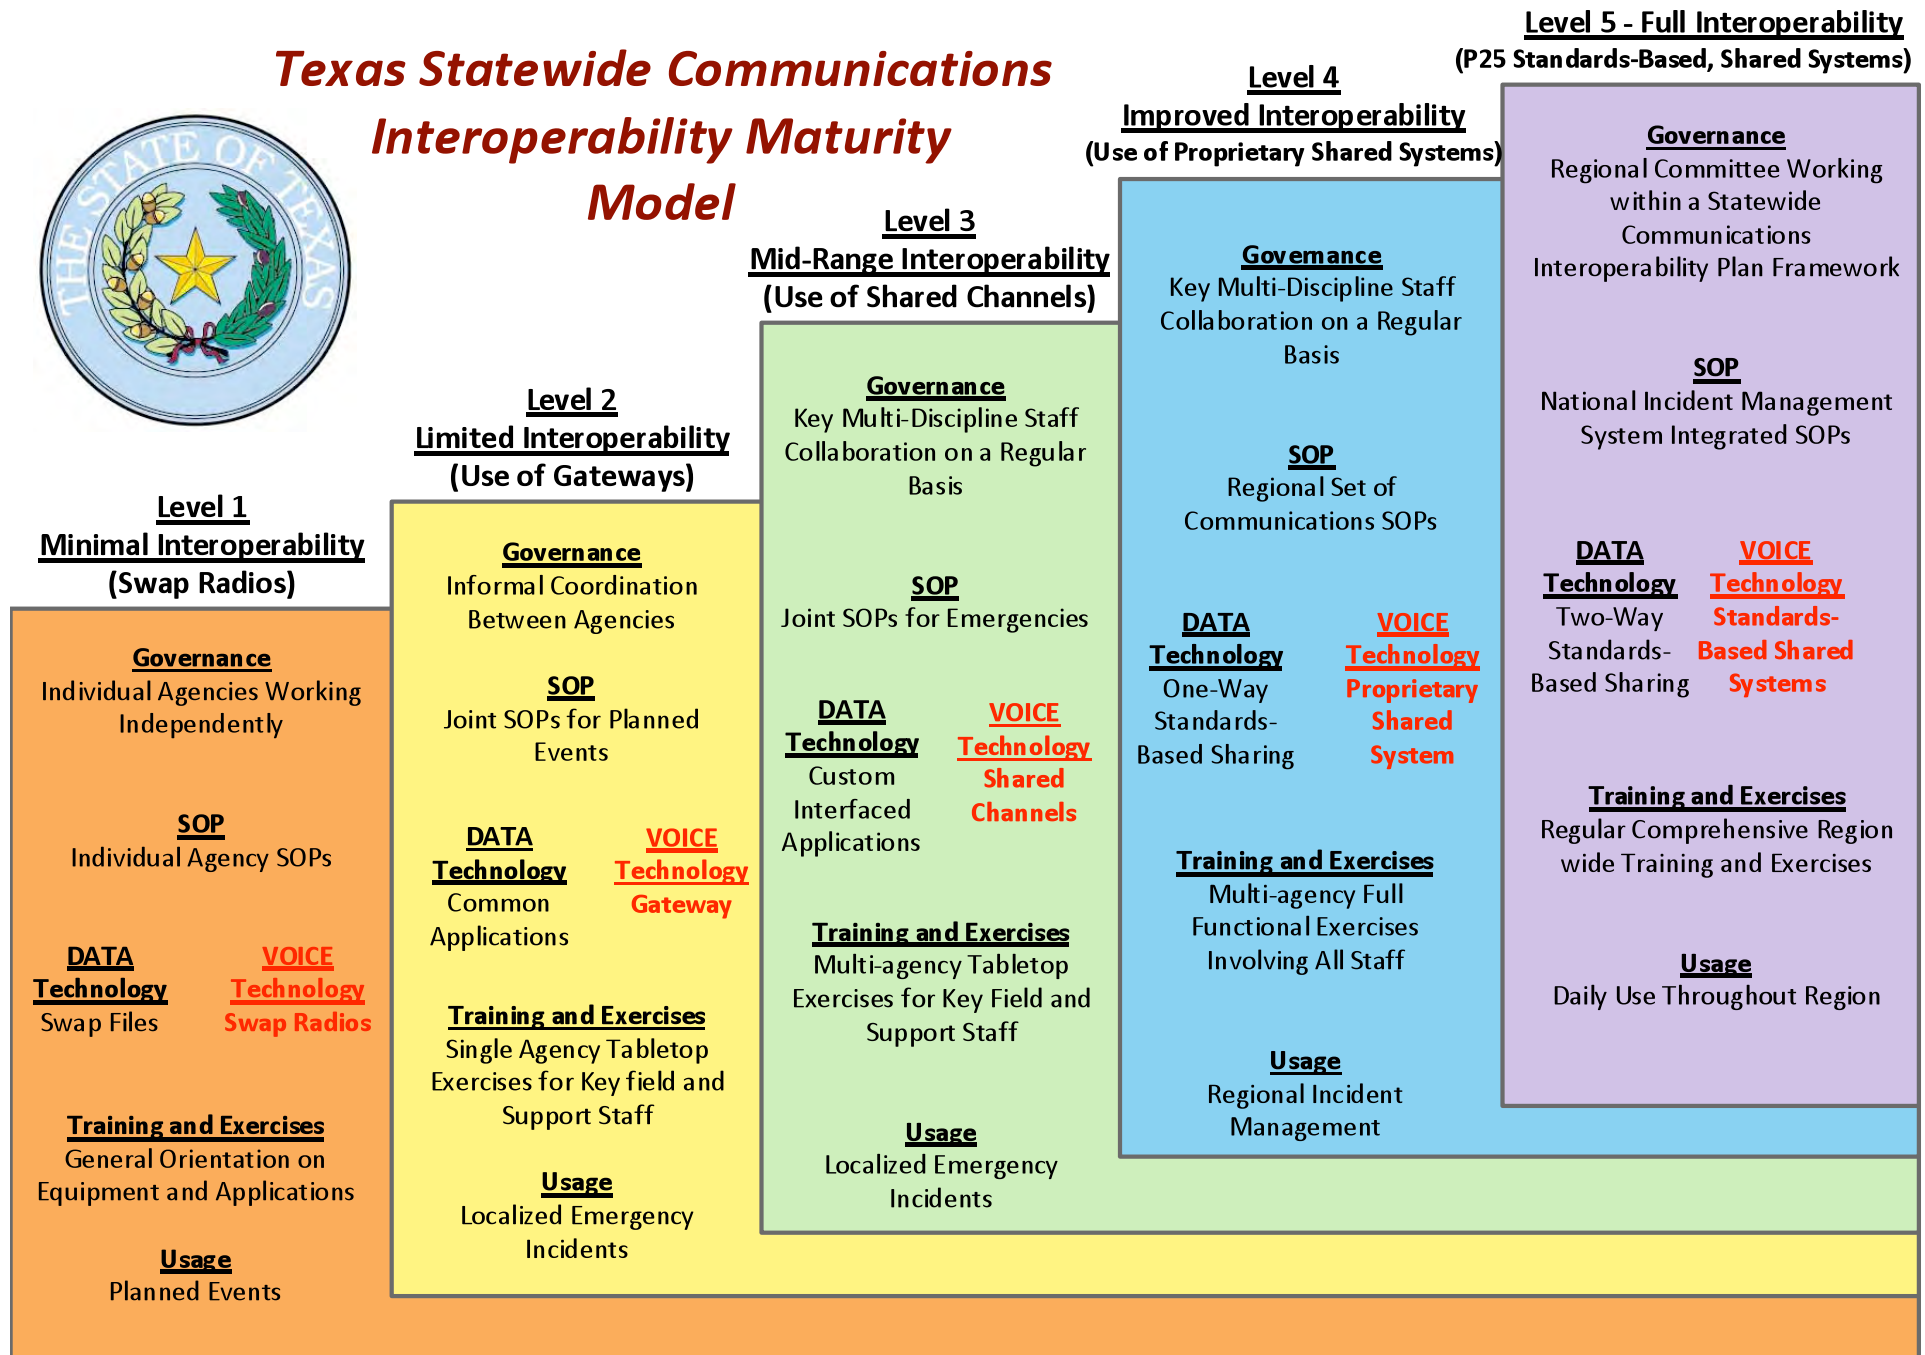 Texas Statewide Communications
Interoperability Maturity
Model
THE STATE OF TEXAS
Level 1
Minimal Interoperability
(Swap Radios)
Governance
Individual Agencies Working
Independently
SOP
Individual Agency SOPs
DATA
Technology
Swap Files
VOICE
Technology
Swap Radios
Training and Exercises
General Orientation on
Equipment and Applications
Usage
Planned Events
Level 2
Limited Interoperability
(Use of Gateways)
Governance
Informal Coordination
Between Agencies
SOP
Joint SOPs for Planned
Events
DATA
Technology
Common
Applications
VOICE
Technology
Gateway
Training and Exercises
Single Agency Tabletop
Exercises for Key field and
Support Staff
Usage
Localized Emergency
Incidents
Level 3
Mid-Range Interoperability
(Use of Shared Channels)
Governance
Key Multi-Discipline Staff
Collaboration on a Regular
Basis
SOP
Joint SOPs for Emergencies
DATA
Technology
Custom
Interfaced
Applications
VOICE
Technology
Shared
Channels
Training and Exercises
Multi-agency Tabletop
Exercises for Key Field and
Support Staff
Usage
Localized Emergency
Incidents
Level 4
Improved Interoperability
(Use of Proprietary Shared Systems)
Governance
Key Multi-Discipline Staff
Collaboration on a Regular
Basis
SOP
Regional Set of
Communications SOPs
DATA
Technology
One-Way
Standards-
Based Sharing
VOICE
Technology
Proprietary
Shared
System
Training and Exercises
Multi-agency Full
Functional Exercises
Involving All Staff
Usage
Regional Incident
Management
Level 5 - Full Interoperability
(P25 Standards-Based, Shared Systems)
Governance
Regional Committee Working
within a Statewide
Communications
Interoperability Plan Framework
SOP
National Incident Management
System Integrated SOPs
DATA
Technology
Two-Way
Standards-
Based Sharing
VOICE
Technology
Standards-
Based Shared
Systems
Training and Exercises
Regular Comprehensive Region
wide Training and Exercises
Usage
Daily Use Throughout Region